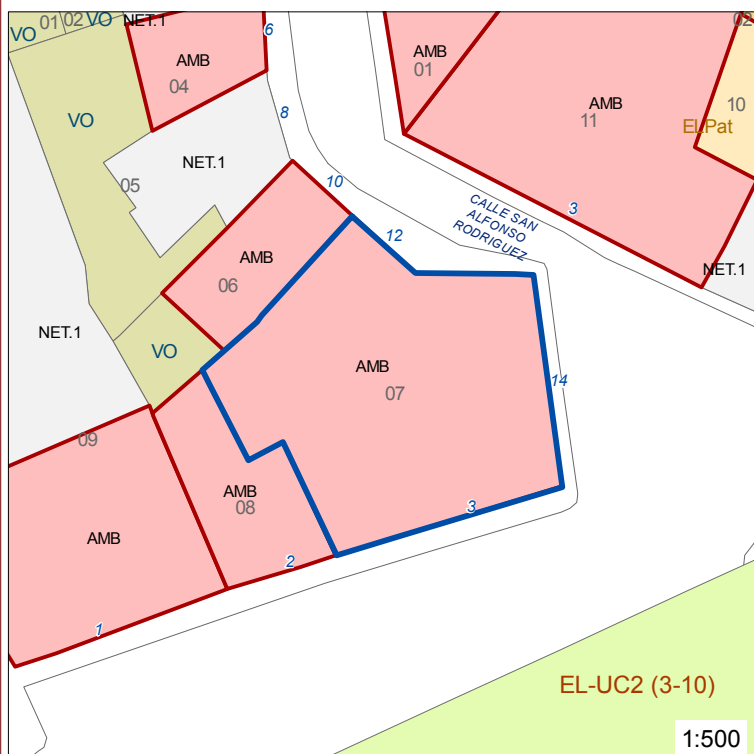 01 02 VO NET.1 6 02
VO
AMB
04
AMB
01
AMB
11
10
ELPat
VO
8
NET.1
05
10
CALLE SAN
ALFONSO
RODRIGUEZ
3
12
AMB
06
NET.1
NET.1
VO
AMB
07
14
09
AMB
08
3
AMB
2
1
EL-UC2 (3-10)
1:500